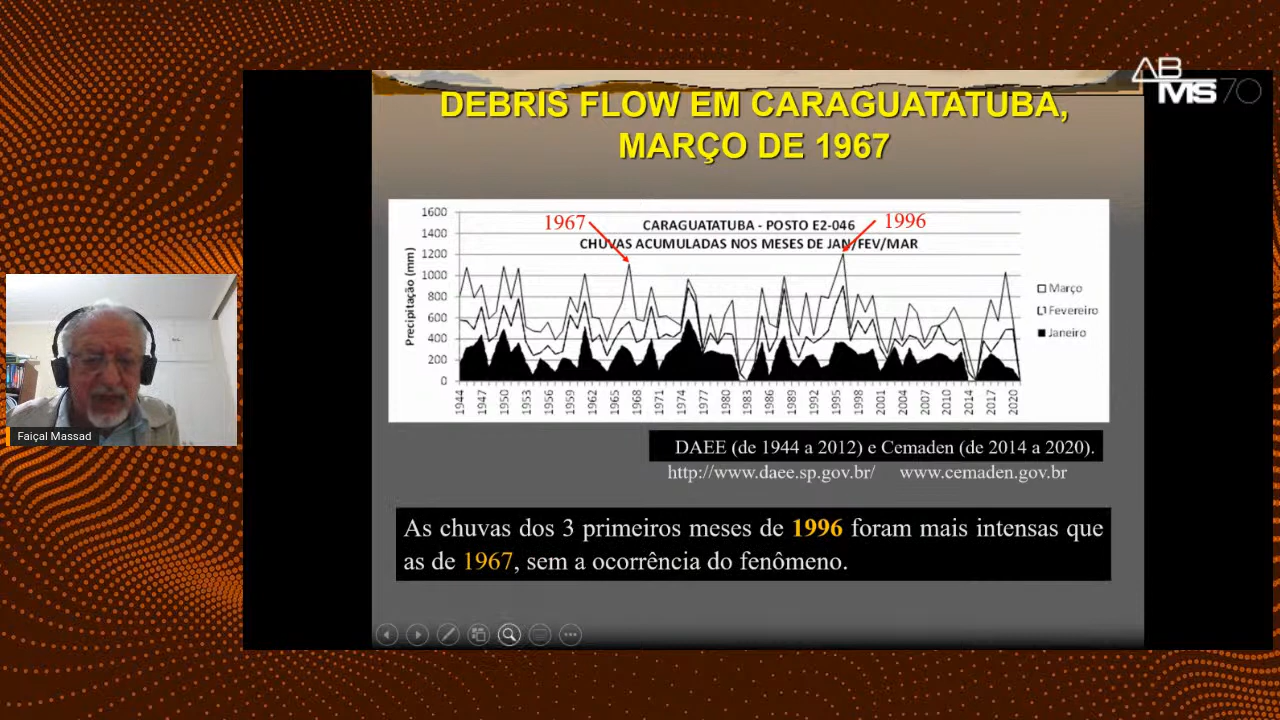 AB
MS70
DEBRIS FLOW EM CARAGUATATUBA,
MARÇO DE 1967
1967
1996
CARAGUATATUBA - POSTO E2-046
CHUVAS ACUMULADAS NOS MESES DE JAN/FEV/MAR
Precipitação (mm)
1600
1400
1200
1000
800
600
400
200
0
Março
Fevereiro
Janeiro
1944 1947 1950 1953 1956 1959 1962 1965 1968 1971 1974 1977 1980 1983 1986 1989 1992 1995 1998 2001 2004 2007 2010 2014 2017 2020
DAEE (de 1944 a 2012) e Cemaden (de 2014 a 2020).
http://www.daee.sp.gov.br/ www.cemaden.gov.br
As chuvas dos 3 primeiros meses de 1996 foram mais intensas que
as de 1967, sem a ocorrência do fenômeno.
Faiçal Massad